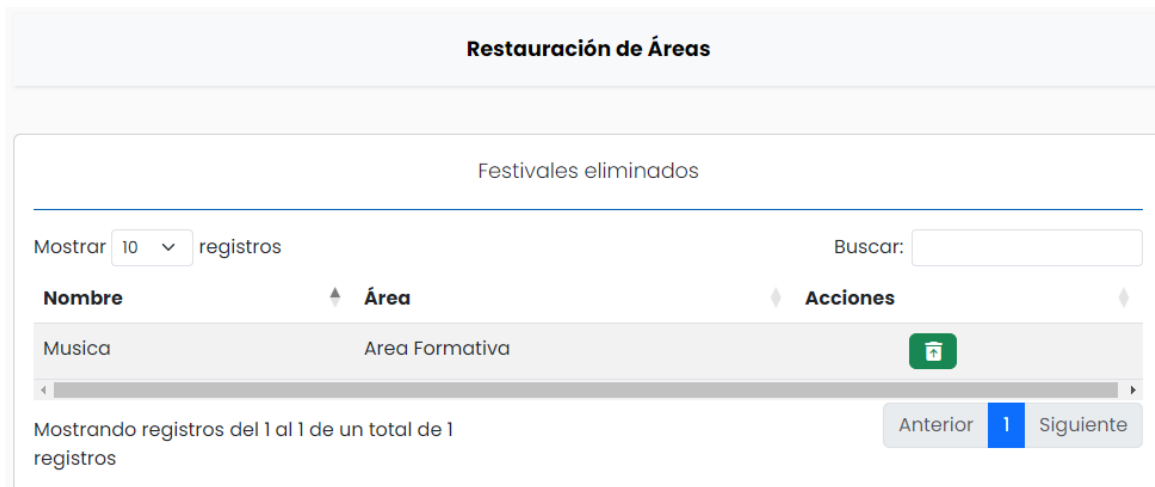 Restauración de Áreas
Festivales eliminados
Mostrar 10 registros Buscar:
Nombre Área Acciones
Musica Area Formativa
Mostrando registros del 1 al 1 de un total de 1
registros
Anterior 1 Siguiente